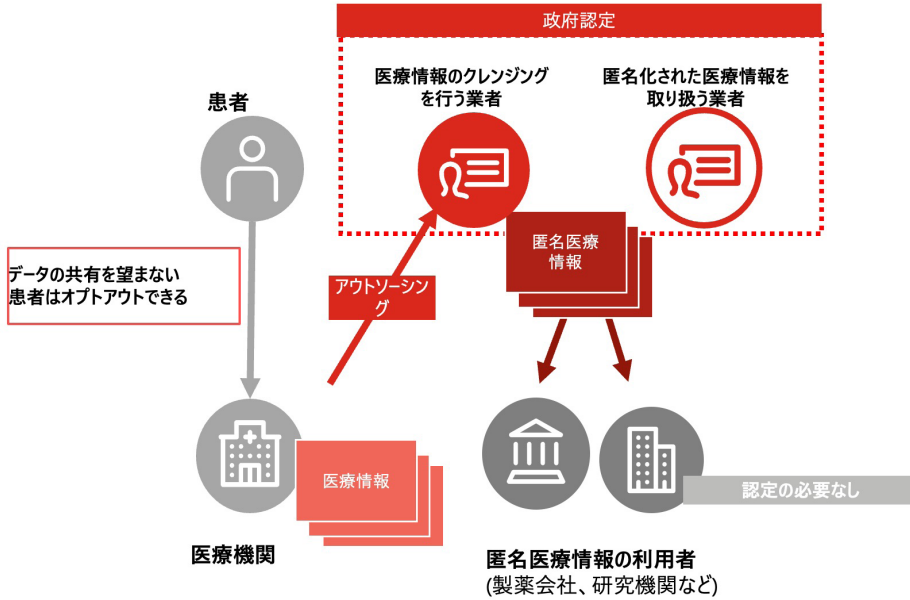 政府認定
医療情報のクレンジング
を行う業者
匿名化された医療情報を
取り扱う業者
患者
匿名医療
情報
データの共有を望まない
患者はオプトアウトできる
アウトソーシン
グ
医療情報
認定の必要なし
医療機関
匿名医療情報の利用者
(製薬会社、研究機関など)